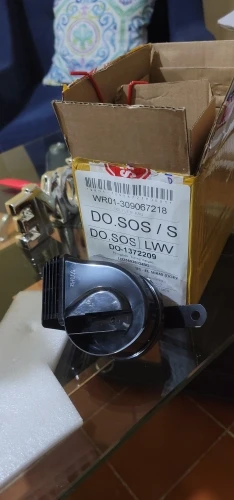 WR01-309067218
DO.SOS / S
DO.SOS LWV
DO-1372209